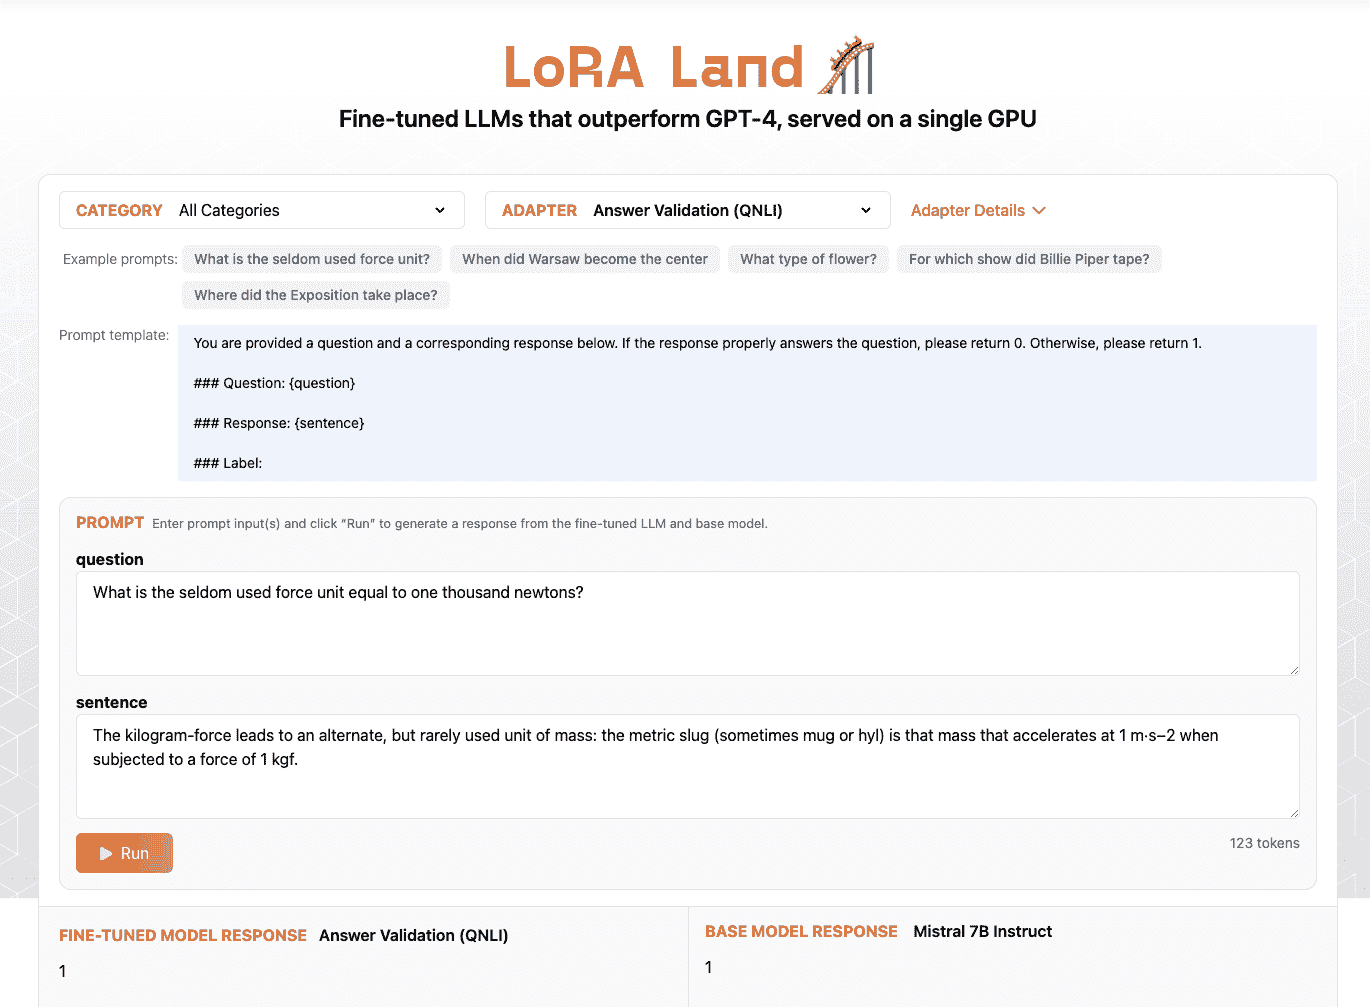 LoRA Land
Fine-tuned LLMs that outperform GPT-4, served on a single GPU
CATEGORY All Categories
ADAPTER Answer Validation (QNLI)
Adapter Details
Example prompts: What is the seldom used force unit? When did Warsaw become the center What type of flower? For which show did Billie Piper tape?
Where did the Exposition take place?
Prompt template: You are provided a question and a corresponding response below. If the response properly answers the question, please return 0. Otherwise, please return 1.
### Question: {question}
### Response: {sentence}
### Label:
PROMPT Enter prompt input(s) and click “Run” to generate a response from the fine-tuned LLM and base model.
question
What is the seldom used force unit equal to one thousand newtons?
sentence
The kilogram-force leads to an alternate, but rarely used unit of mass: the metric slug (sometimes mug or hyl) is that mass that accelerates at 1 m·s−2 when
subjected to a force of 1 kgf.
Run
123 tokens
FINE-TUNED MODEL RESPONSE Answer Validation (QNLI)
1
BASE MODEL RESPONSE Mistral 7B Instruct
1